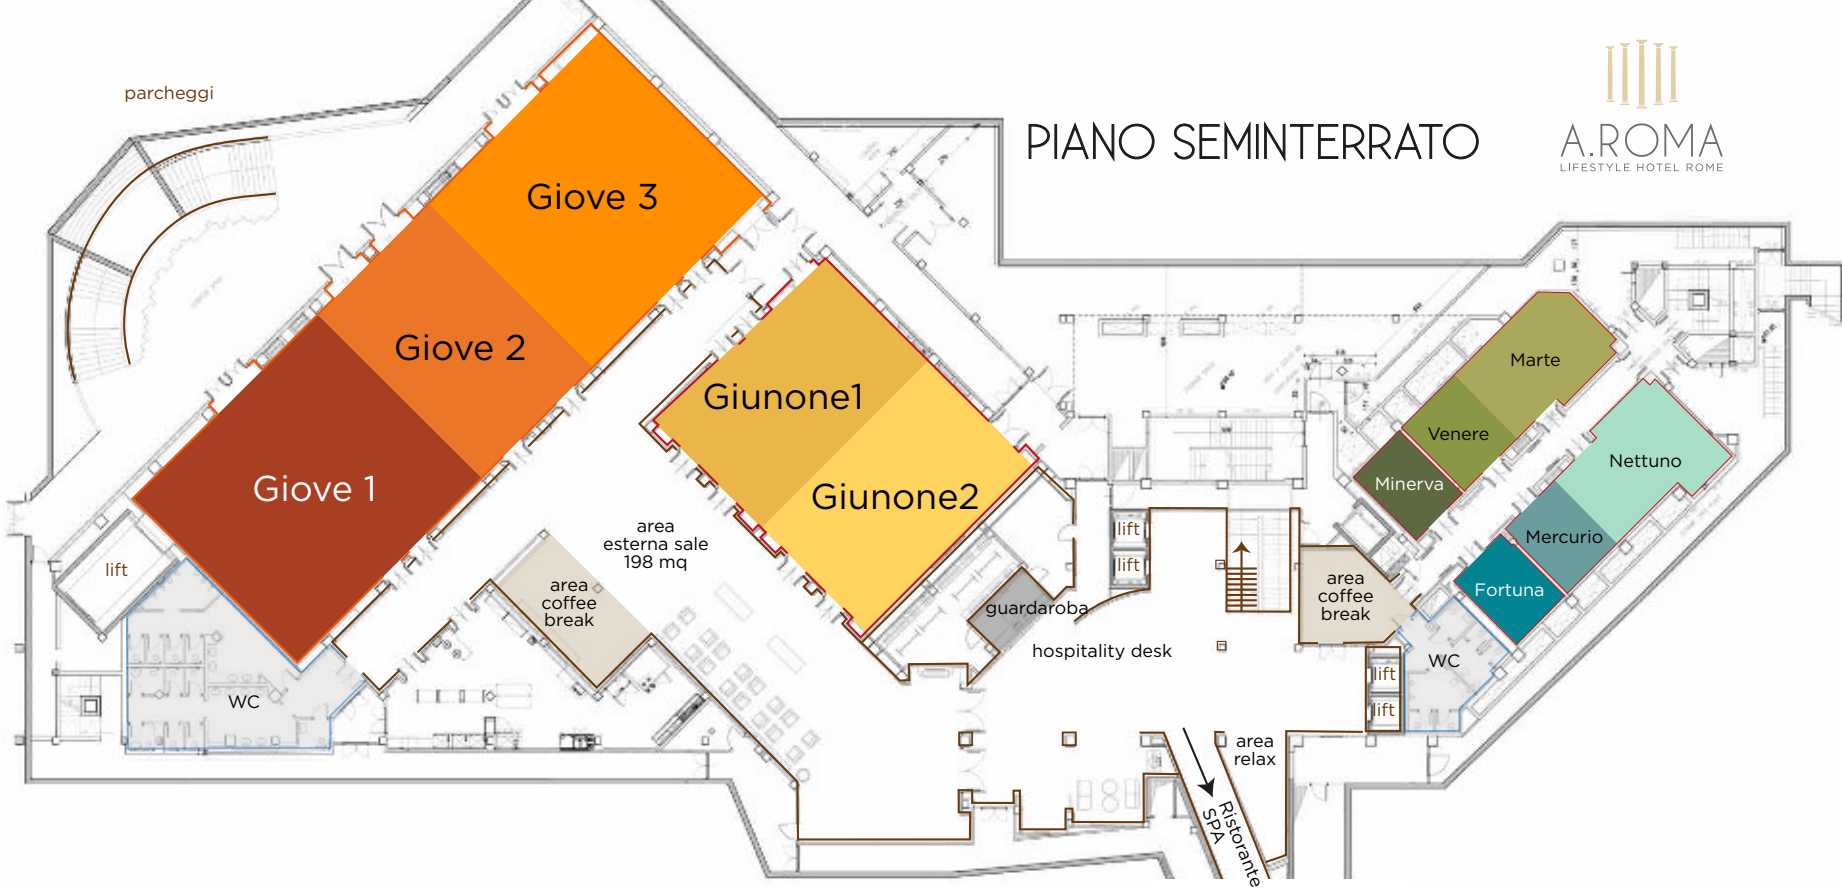 parcheggi
PIANO SEMINTERRATO
A.ROMA
LIFESTYLE HOTEL ROME
Giove 3
Giove 2
Giove 1
Giunone1
Giunone2
Marte
Venere
Minerva
Nettuno
Mercurio
Fortuna
area
esterna sale
198 mq
area
coffee
break
lift
WC
guardaroba
hospitality desk
lift
lift
area
coffee
break
WC
lift
lift
area
relax
Ristorante
SPA